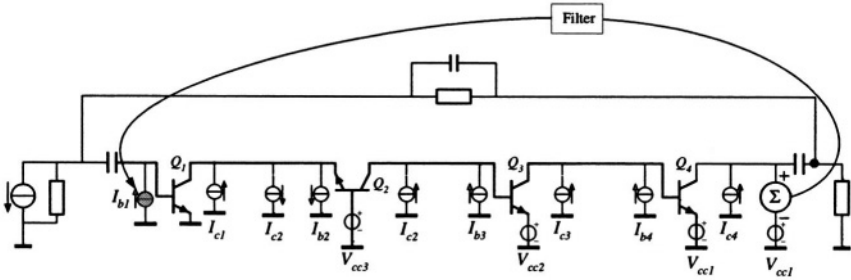 Filter
Q1
Q2
Q3
Q4
+
Σ
−
Ib1
Ic1
Ic2
Ib2
Ic2
Ib3
Ic3
Ib4
Ic4
Vcc3
Vcc2
Vcc1
Vcc1